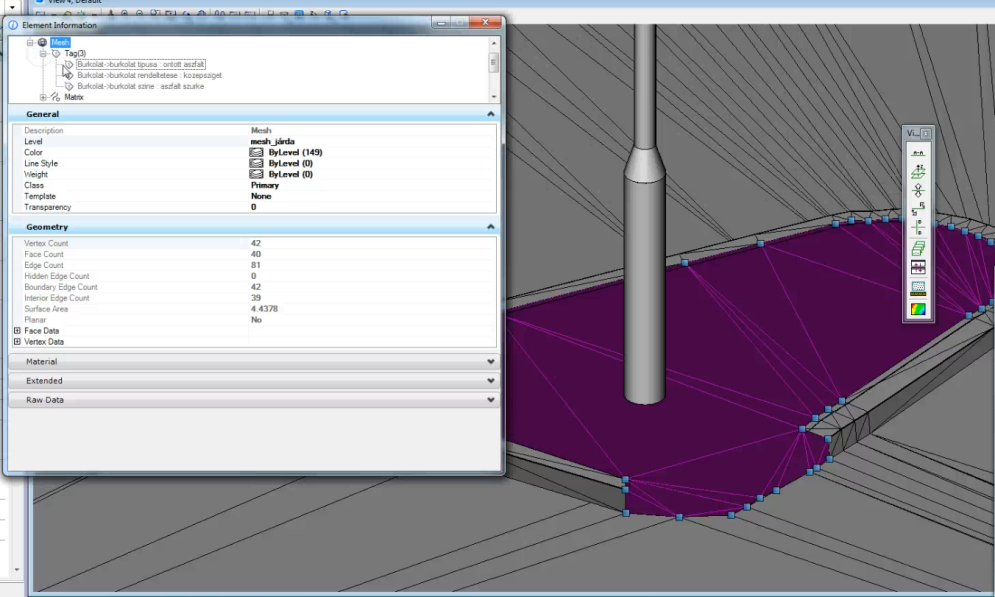 View 4, Default
Element Information
Mesh
Tag(3)
Burkolat->burkolat tipusa : ontott aszfalt
Burkolat->burkolat rendeltetese : kozepsziget
Burkolat->burkolat szine : aszfalt szurke
Matrix
General
Description Mesh
Level mesh_járda
Color ByLevel (149)
Line Style ByLevel (0)
Weight ByLevel (0)
Class Primary
Template None
Transparency 0
Geometry
Vertex Count 42
Face Count 40
Edge Count 81
Hidden Edge Count 0
Boundary Edge Count 42
Interior Edge Count 39
Surface Area 4.4378
Planar No
Face Data
Vertex Data
Material
Extended
Raw Data
Vi...